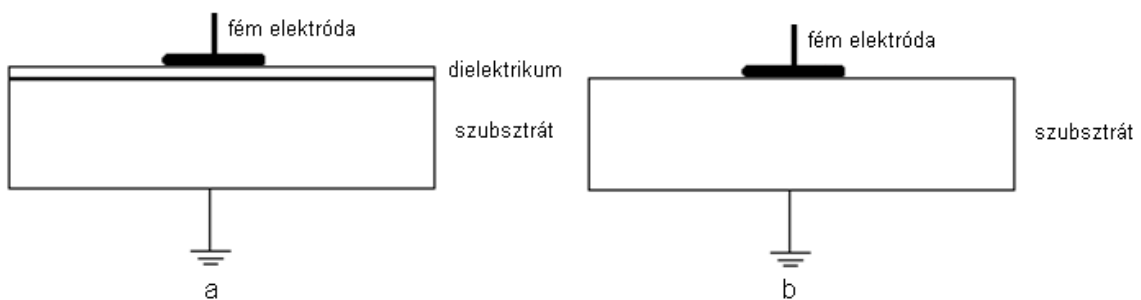 fém elektróda
dielektrikum
szubsztrát
a
fém elektróda
szubsztrát
b